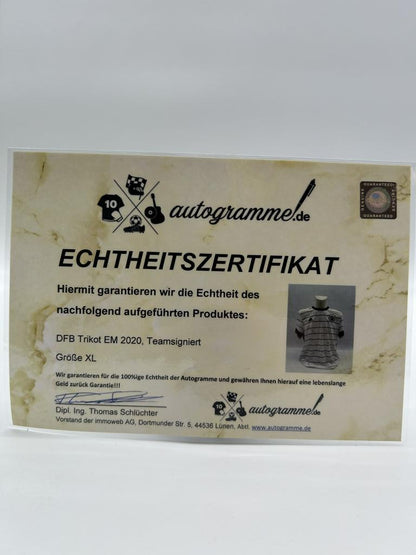 10
autogramme.de
ECHTHEITSZERTIFIKAT
Hiermit garantieren wir die Echtheit des
nachfolgend aufgeführten Produktes:
DFB Trikot EM 2020, Teamsigniert
Größe XL
Wir garantieren für die 100%ige Echtheit der Autogramme und gewähren Ihnen hierauf eine lebenslange
Geld zurück Garantie!!!
Dipl. Ing. Thomas Schlüchter
autogramme.de
Vorstand der immoweb AG, Dortmunder Str. 5, 44536 Lünen, Abtl. www.autogramme.de